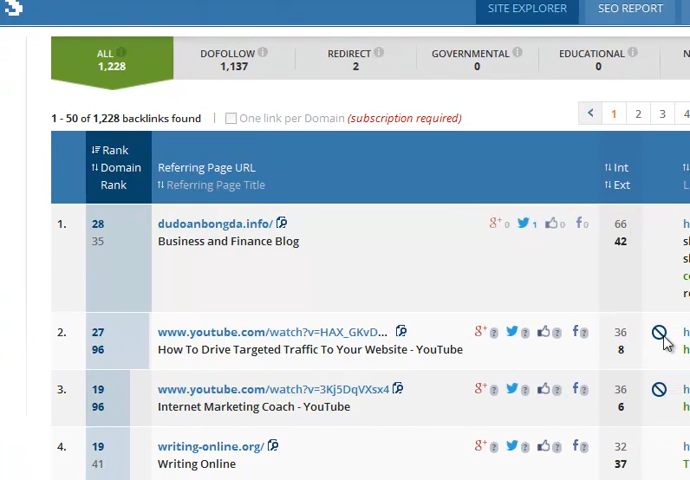 SITE EXPLORER SEO REPORT
ALL DOFOLLOW REDIRECT GOVERNMENTAL EDUCATIONAL N
1,228 1,137 2 0 0
1 - 50 of 1,228 backlinks found One link per Domain (subscription required) < 1 2 3 4
Rank
Domain Referring Page URL Int
Rank Referring Page Title Ext L
1. 28 dudoanbongda.info/ g+ 0 1 0 f 0 66 h
35 Business and Finance Blog 42 sl
s
c
r
2. 27 www.youtube.com/watch?v=HAX_GKvD... g+ ? ? ? f ? 36 h
96 How To Drive Targeted Traffic To Your Website - YouTube 8 h
3. 19 www.youtube.com/watch?v=3Kj5DqVXsx4 g+ ? ? ? f ? 36 h
96 Internet Marketing Coach - YouTube 6 h
4. 19 writing-online.org/ g+ ? ? ? f ? 32 h
41 Writing Online 37 T